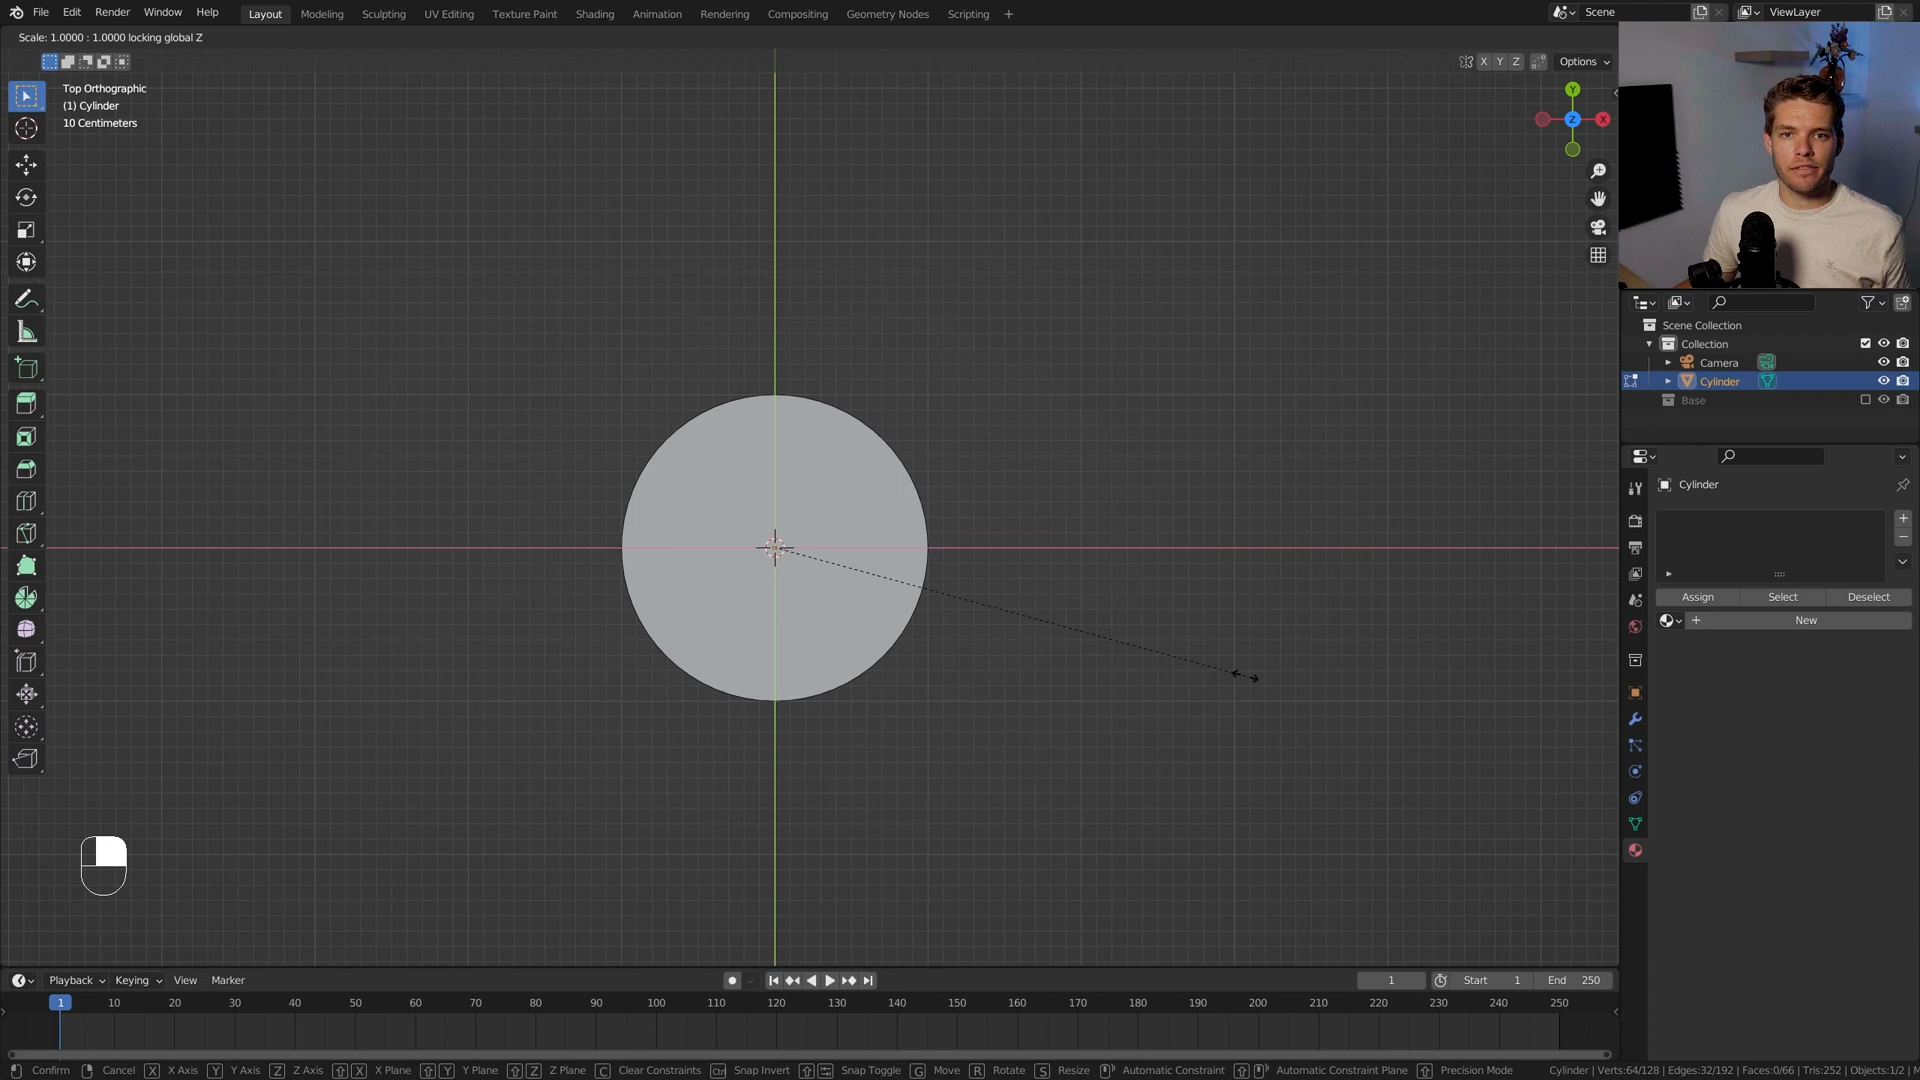 File Edit Render Window Help Layout Modeling Sculpting UV Editing Texture Paint Shading Animation Rendering Compositing Geometry Nodes Scripting + Scene ViewLayer
Scale: 1.0000 : 1.0000 locking global Z
X Y Z Options
Top Orthographic
(1) Cylinder
10 Centimeters
Y
Z X
Scene Collection
Collection
Camera
Cylinder
Base
Cylinder
Assign Select Deselect
New
Playback Keying View Marker 1 Start 1 End 250
1 10 20 30 40 50 60 70 80 90 100 110 120 130 140 150 160 170 180 190 200 210 220 230 240 250
Confirm Cancel X X Axis Y Y Axis Z Z Axis X X Plane Y Y Plane Z Z Plane C Clear Constraints Ctrl Snap Invert Snap Toggle G Move R Rotate S Resize Automatic Constraint Automatic Constraint Plane Precision Mode Cylinder | Verts:64/128 | Edges:32/192 | Faces:0/66 | Tris:252 | Objects:1/2 | M